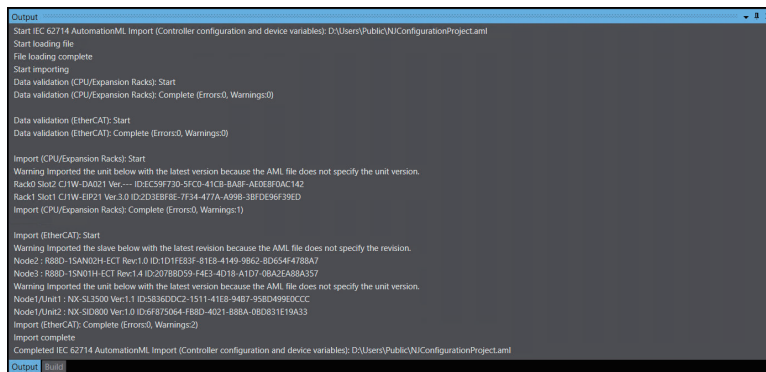 Output
Start IEC 62714 AutomationML Import (Controller configuration and device variables): D:\Users\Public\NJConfigurationProject.aml
Start loading file
File loading complete
Start importing
Data validation (CPU/Expansion Racks): Start
Data validation (CPU/Expansion Racks): Complete (Errors:0, Warnings:0)
Data validation (EtherCAT): Start
Data validation (EtherCAT): Complete (Errors:0, Warnings:0)
Import (CPU/Expansion Racks): Start
Warning Imported the unit below with the latest version because the AML file does not specify the unit version.
Rack0 Slot2 CJ1W-DA021 Ver.--- ID:EC59F730-5FC0-41CB-BA8F-AE0E8F0AC142
Rack1 Slot1 CJ1W-EIP21 Ver.3.0 ID:2D3EBF8E-7F34-477A-A99B-3BFDE96F39ED
Import (CPU/Expansion Racks): Complete (Errors:0, Warnings:1)
Import (EtherCAT): Start
Warning Imported the slave below with the latest revision because the AML file does not specify the revision.
Node2 : R88D-1SAN02H-ECT Rev:1.0 ID:1D1FE83F-81E8-4149-9B62-BD654F4788A7
Node3 : R88D-1SN01H-ECT Rev:1.4 ID:207B8D59-F4E3-4D18-A1D7-0BA2EA88A357
Warning Imported the unit below with the latest version because the AML file does not specify the unit version.
Node1/Unit1 : NX-SL3500 Ver:1.1 ID:5836DDC2-1511-41E8-94B7-95BD499E0CCC
Node1/Unit2 : NX-SID800 Ver:1.0 ID:6F875064-FB8D-4021-B8BA-0BD831E19A33
Import (EtherCAT): Complete (Errors:0, Warnings:2)
Import complete
Completed IEC 62714 AutomationML Import (Controller configuration and device variables): D:\Users\Public\NJConfigurationProject.aml
Output Build